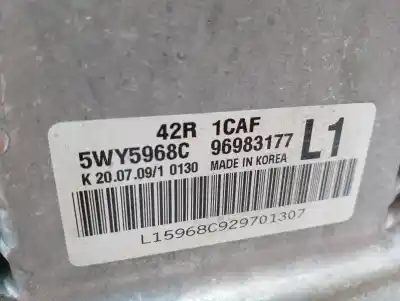 42R 1CAF
5WY5968C 96983177 L1
K 20.07.09/1 0130 MADE IN KOREA
L15968C929701307